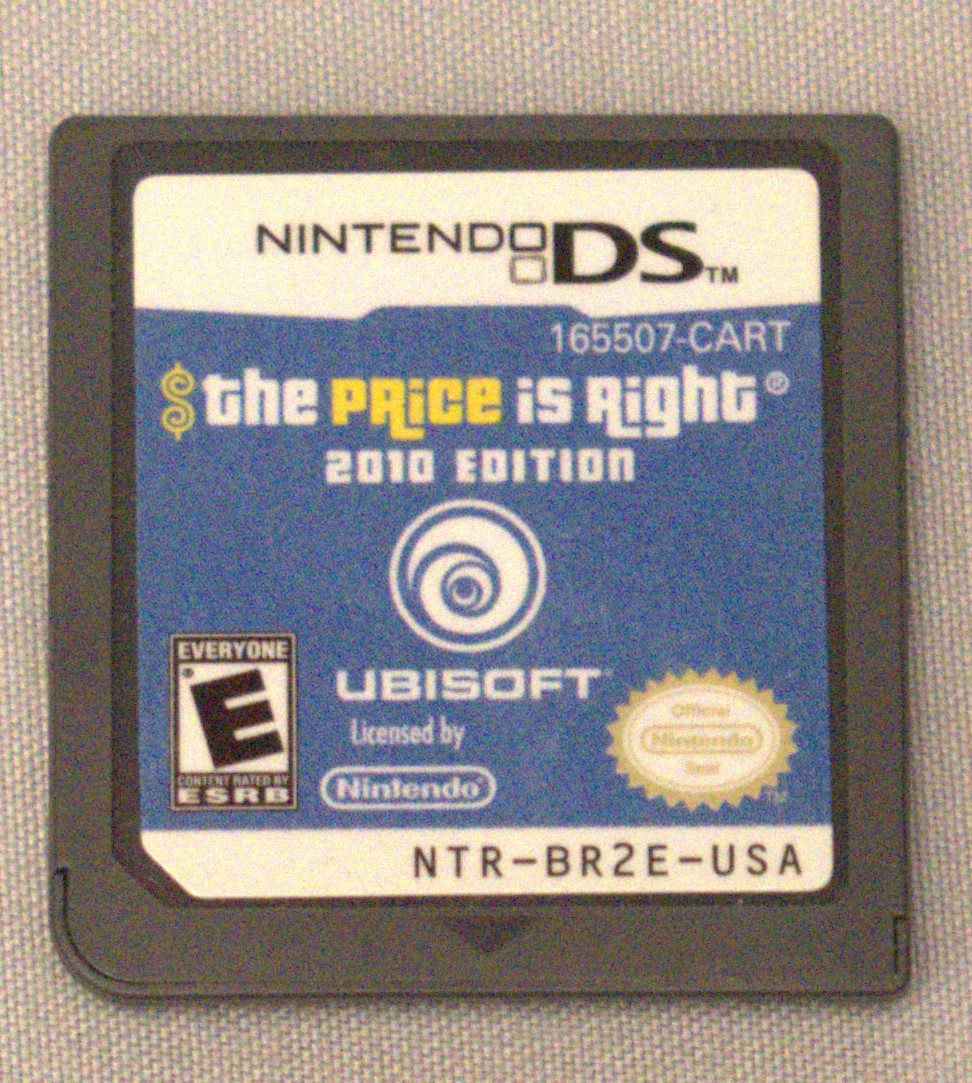 NINTENDO DS™
165507-CART
$ the PRice is Right®
2010 EDITION
EVERYONE
E
CONTENT RATED BY
ESRB
UBISOFT
Licensed by
Nintendo®
Official
Nintendo
Seal
TM
NTR-BR2E-USA